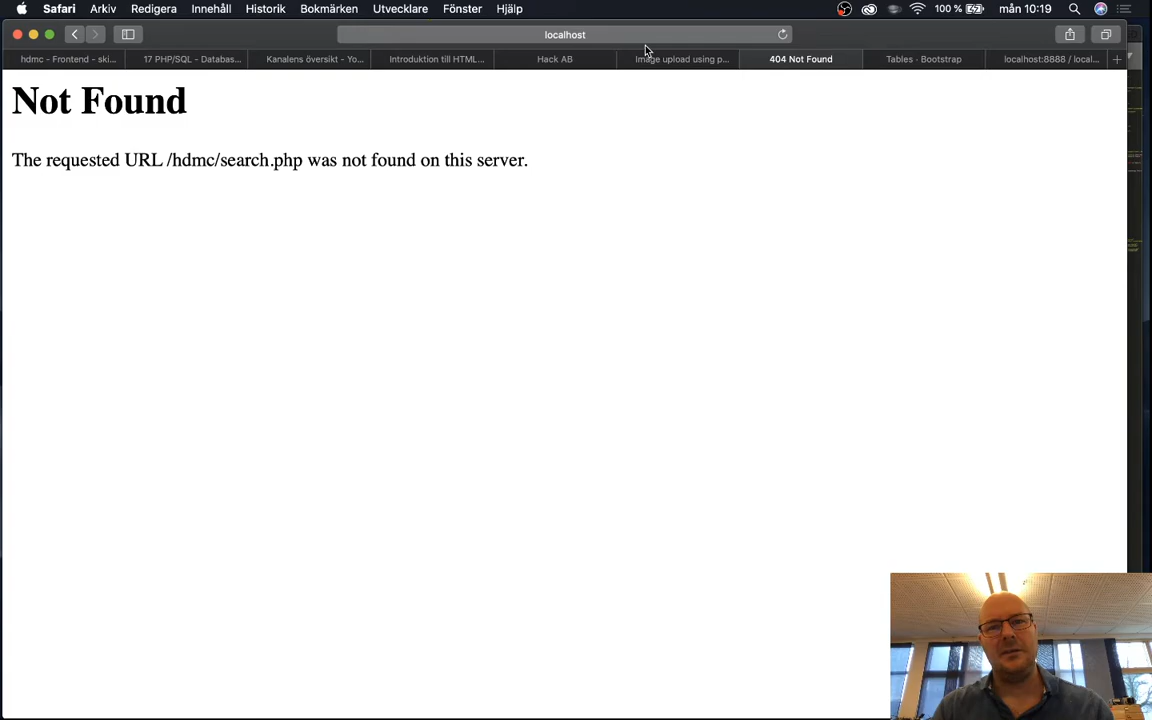 Safari Arkiv Redigera Innehåll Historik Bokmärken Utvecklare Fönster Hjälp 100 % mån 10:19
localhost
hdmc - Frontend - ski... 17 PHP/SQL - Databas... Kanalens översikt - Yo... Introduktion till HTML... Hack AB Image upload using p... 404 Not Found Tables · Bootstrap localhost:8888 / local... +
Not Found
The requested URL /hdmc/search.php was not found on this server.